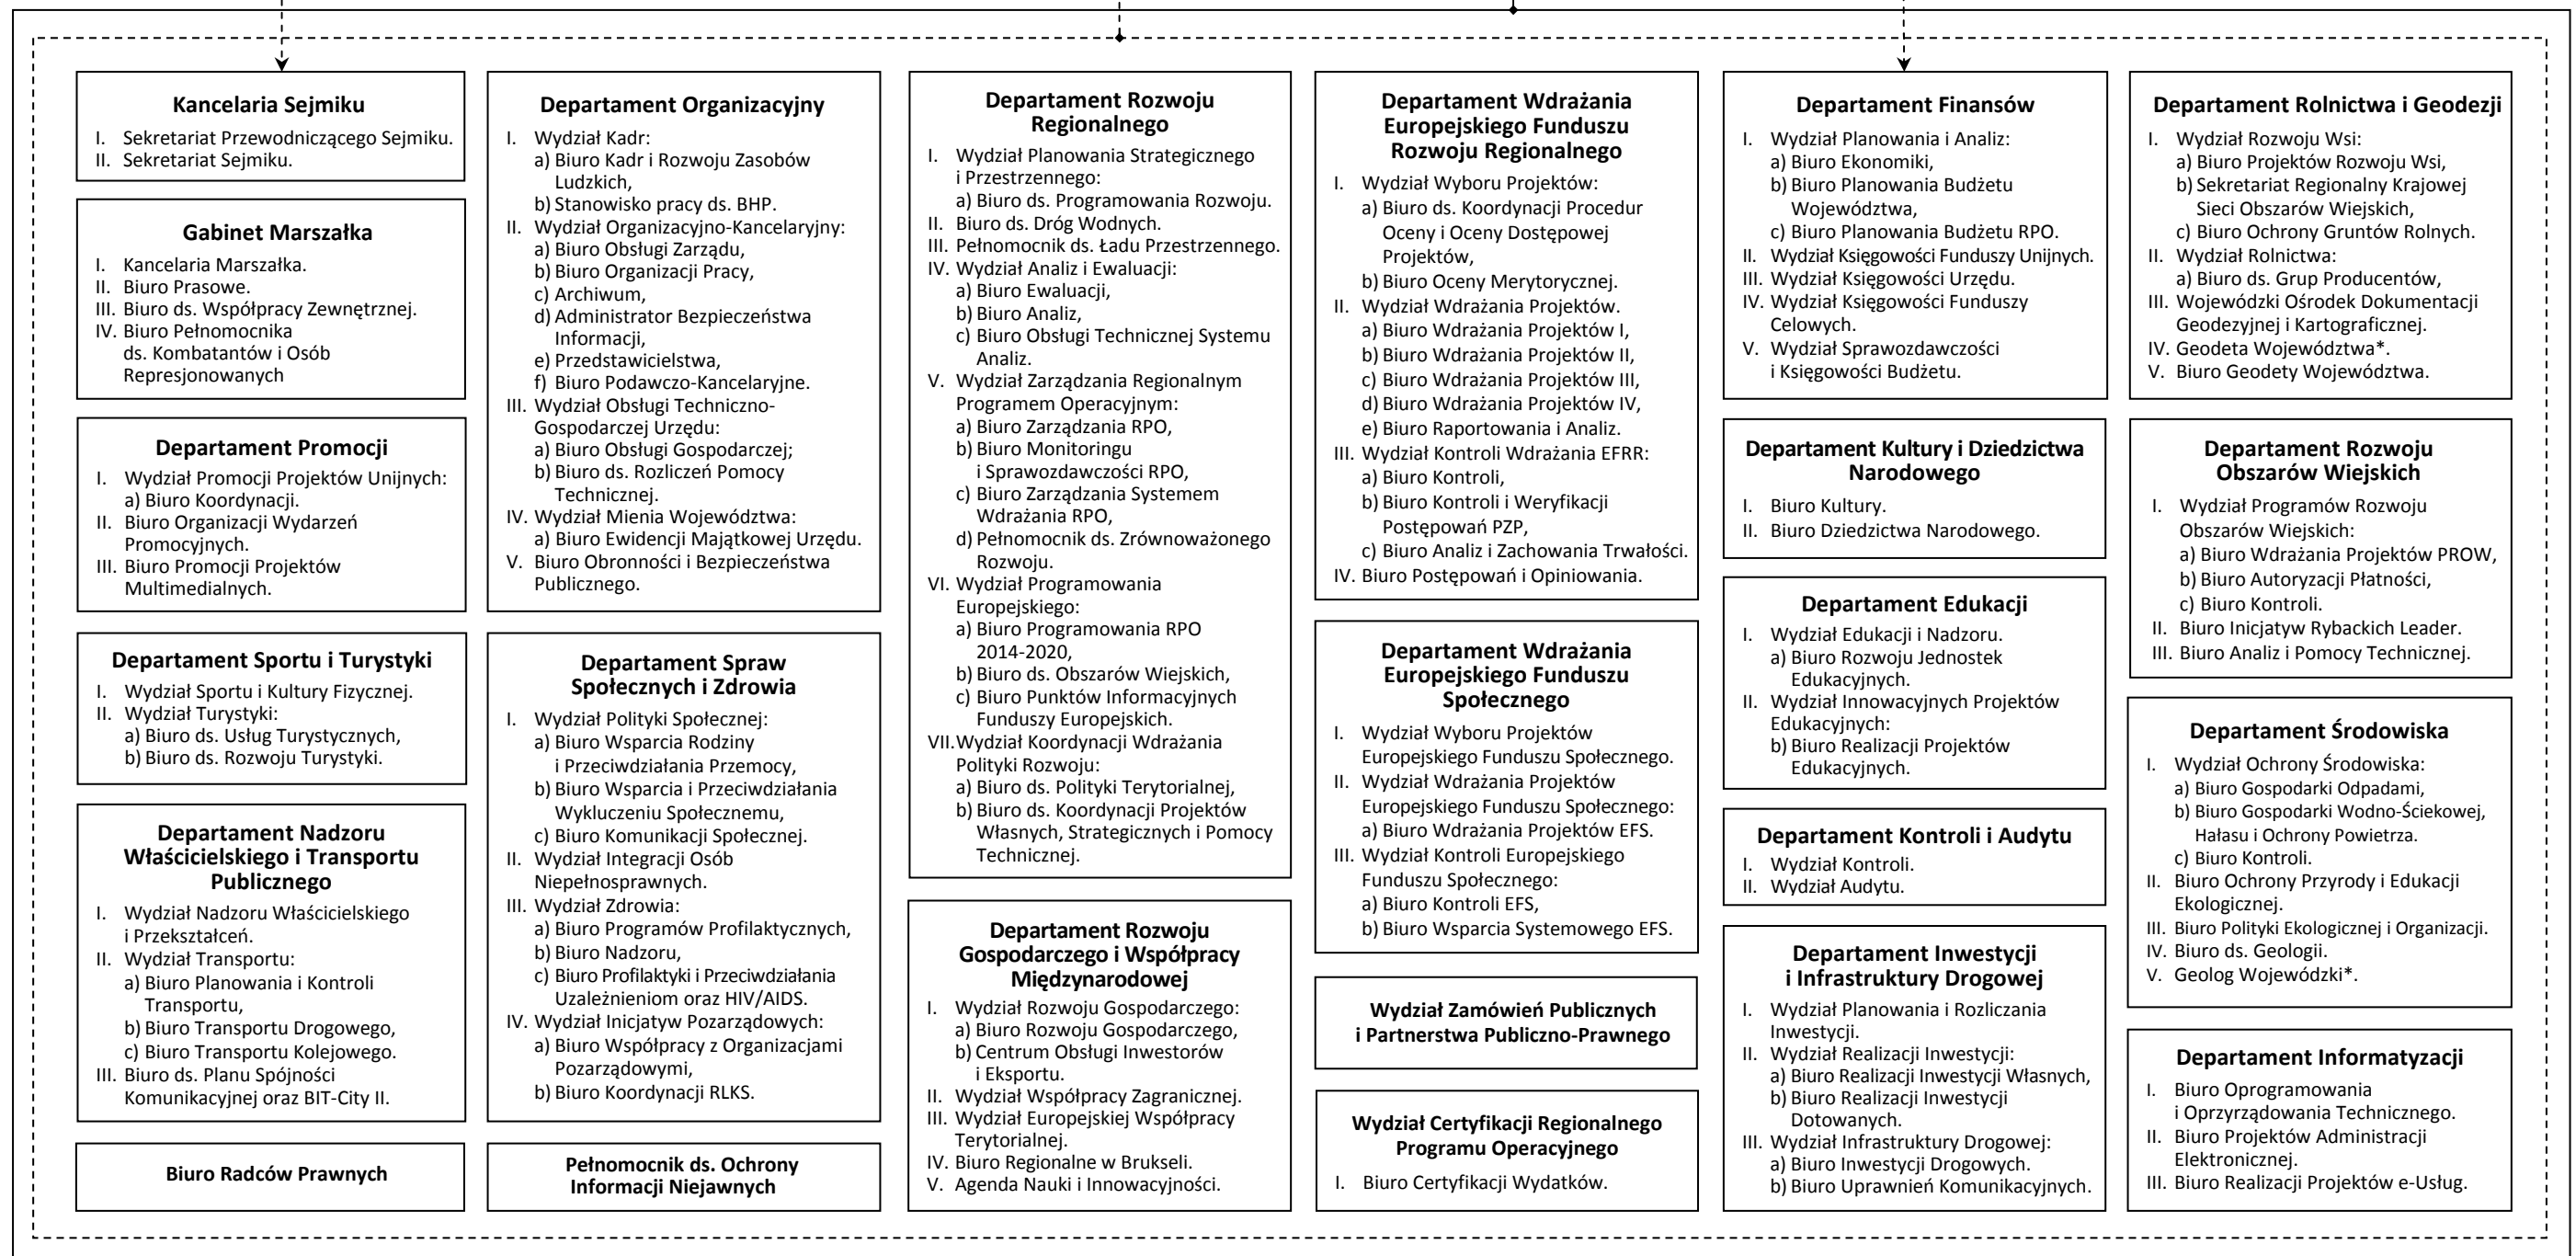 Kancelaria Sejmiku
I. Sekretariat Przewodniczącego Sejmiku.
II. Sekretariat Sejmiku.
Gabinet Marszałka
I. Kancelaria Marszałka.
II. Biuro Prasowe.
III. Biuro ds. Współpracy Zewnętrznej.
IV. Biuro Pełnomocnika
ds. Kombatantów i Osób
Represjonowanych
Departament Promocji
I. Wydział Promocji Projektów Unijnych:
a) Biuro Koordynacji.
II. Biuro Organizacji Wydarzeń
Promocyjnych.
III. Biuro Promocji Projektów
Multimedialnych.
Departament Sportu i Turystyki
I. Wydział Sportu i Kultury Fizycznej.
II. Wydział Turystyki:
a) Biuro ds. Usług Turystycznych,
b) Biuro ds. Rozwoju Turystyki.
Departament Nadzoru
Właścicielskiego i Transportu
Publicznego
I. Wydział Nadzoru Właścicielskiego
i Przekształceń.
II. Wydział Transportu:
a) Biuro Planowania i Kontroli
Transportu,
b) Biuro Transportu Drogowego,
c) Biuro Transportu Kolejowego.
III. Biuro ds. Planu Spójności
Komunikacyjnej oraz BIT-City II.
Biuro Radców Prawnych
Departament Organizacyjny
I. Wydział Kadr:
a) Biuro Kadr i Rozwoju Zasobów
Ludzkich,
b) Stanowisko pracy ds. BHP.
II. Wydział Organizacyjno-Kancelaryjny:
a) Biuro Obsługi Zarządu,
b) Biuro Organizacji Pracy,
c) Archiwum,
d) Administrator Bezpieczeństwa
Informacji,
e) Przedstawicielstwa,
f) Biuro Podawczo-Kancelaryjne.
III. Wydział Obsługi Techniczno-
Gospodarczej Urzędu:
a) Biuro Obsługi Gospodarczej;
b) Biuro ds. Rozliczeń Pomocy
Technicznej.
IV. Wydział Mienia Województwa:
a) Biuro Ewidencji Majątkowej Urzędu.
V. Biuro Obronności i Bezpieczeństwa
Publicznego.
Departament Spraw
Społecznych i Zdrowia
I. Wydział Polityki Społecznej:
a) Biuro Wsparcia Rodziny
i Przeciwdziałania Przemocy,
b) Biuro Wsparcia i Przeciwdziałania
Wykluczeniu Społecznemu,
c) Biuro Komunikacji Społecznej.
II. Wydział Integracji Osób
Niepełnosprawnych.
III. Wydział Zdrowia:
a) Biuro Programów Profilaktycznych,
b) Biuro Nadzoru,
c) Biuro Profilaktyki i Przeciwdziałania
Uzależnieniom oraz HIV/AIDS.
IV. Wydział Inicjatyw Pozarządowych:
a) Biuro Współpracy z Organizacjami
Pozarządowymi,
b) Biuro Koordynacji RLKS.
Pełnomocnik ds. Ochrony
Informacji Niejawnych
Departament Rozwoju
Regionalnego
I. Wydział Planowania Strategicznego
i Przestrzennego:
a) Biuro ds. Programowania Rozwoju.
II. Biuro ds. Dróg Wodnych.
III. Pełnomocnik ds. Ładu Przestrzennego.
IV. Wydział Analiz i Ewaluacji:
a) Biuro Ewaluacji,
b) Biuro Analiz,
c) Biuro Obsługi Technicznej Systemu
Analiz.
V. Wydział Zarządzania Regionalnym
Programem Operacyjnym:
a) Biuro Zarządzania RPO,
b) Biuro Monitoringu
i Sprawozdawczości RPO,
c) Biuro Zarządzania Systemem
Wdrażania RPO,
d) Pełnomocnik ds. Zrównoważonego
Rozwoju.
VI. Wydział Programowania
Europejskiego:
a) Biuro Programowania RPO
2014-2020,
b) Biuro ds. Obszarów Wiejskich,
c) Biuro Punktów Informacyjnych
Funduszy Europejskich.
VII. Wydział Koordynacji Wdrażania
Polityki Rozwoju:
a) Biuro ds. Polityki Terytorialnej,
b) Biuro ds. Koordynacji Projektów
Własnych, Strategicznych i Pomocy
Technicznej.
Departament Rozwoju
Gospodarczego i Współpracy
Międzynarodowej
I. Wydział Rozwoju Gospodarczego:
a) Biuro Rozwoju Gospodarczego,
b) Centrum Obsługi Inwestorów
i Eksportu.
II. Wydział Współpracy Zagranicznej.
III. Wydział Europejskiej Współpracy
Terytorialnej.
IV. Biuro Regionalne w Brukseli.
V. Agenda Nauki i Innowacyjności.
Departament Wdrażania
Europejskiego Funduszu
Rozwoju Regionalnego
I. Wydział Wyboru Projektów:
a) Biuro ds. Koordynacji Procedur
Oceny i Oceny Dostępowej
Projektów,
b) Biuro Oceny Merytorycznej.
II. Wydział Wdrażania Projektów.
a) Biuro Wdrażania Projektów I,
b) Biuro Wdrażania Projektów II,
c) Biuro Wdrażania Projektów III,
d) Biuro Wdrażania Projektów IV,
e) Biuro Raportowania i Analiz.
III. Wydział Kontroli Wdrażania EFRR:
a) Biuro Kontroli,
b) Biuro Kontroli i Weryfikacji
Postępowań PZP,
c) Biuro Analiz i Zachowania Trwałości.
IV. Biuro Postępowań i Opiniowania.
Departament Wdrażania
Europejskiego Funduszu
Społecznego
I. Wydział Wyboru Projektów
Europejskiego Funduszu Społecznego.
II. Wydział Wdrażania Projektów
Europejskiego Funduszu Społecznego:
a) Biuro Wdrażania Projektów EFS.
III. Wydział Kontroli Europejskiego
Funduszu Społecznego:
a) Biuro Kontroli EFS,
b) Biuro Wsparcia Systemowego EFS.
Wydział Zamówień Publicznych
i Partnerstwa Publiczno-Prawnego
Wydział Certyfikacji Regionalnego
Programu Operacyjnego
I. Biuro Certyfikacji Wydatków.
Departament Finansów
I. Wydział Planowania i Analiz:
a) Biuro Ekonomiki,
b) Biuro Planowania Budżetu
Województwa,
c) Biuro Planowania Budżetu RPO.
II. Wydział Księgowości Funduszy Unijnych.
III. Wydział Księgowości Urzędu.
IV. Wydział Księgowości Funduszy
Celowych.
V. Wydział Sprawozdawczości
i Księgowości Budżetu.
Departament Kultury i Dziedzictwa
Narodowego
I. Biuro Kultury.
II. Biuro Dziedzictwa Narodowego.
Departament Edukacji
I. Wydział Edukacji i Nadzoru.
a) Biuro Rozwoju Jednostek
Edukacyjnych.
II. Wydział Innowacyjnych Projektów
Edukacyjnych:
b) Biuro Realizacji Projektów
Edukacyjnych.
Departament Kontroli i Audytu
I. Wydział Kontroli.
II. Wydział Audytu.
Departament Inwestycji
i Infrastruktury Drogowej
I. Wydział Planowania i Rozliczania
Inwestycji.
II. Wydział Realizacji Inwestycji:
a) Biuro Realizacji Inwestycji Własnych,
b) Biuro Realizacji Inwestycji
Dotowanych.
III. Wydział Infrastruktury Drogowej:
a) Biuro Inwestycji Drogowych.
b) Biuro Uprawnień Komunikacyjnych.
Departament Rolnictwa i Geodezji
I. Wydział Rozwoju Wsi:
a) Biuro Projektów Rozwoju Wsi,
b) Sekretariat Regionalny Krajowej
Sieci Obszarów Wiejskich,
c) Biuro Ochrony Gruntów Rolnych.
II. Wydział Rolnictwa:
a) Biuro ds. Grup Producentów,
III. Wojewódzki Ośrodek Dokumentacji
Geodezyjnej i Kartograficznej.
IV. Geodeta Województwa*.
V. Biuro Geodety Województwa.
Departament Rozwoju
Obszarów Wiejskich
I. Wydział Programów Rozwoju
Obszarów Wiejskich:
a) Biuro Wdrażania Projektów PROW,
b) Biuro Autoryzacji Płatności,
c) Biuro Kontroli.
II. Biuro Inicjatyw Rybackich Leader.
III. Biuro Analiz i Pomocy Technicznej.
Departament Środowiska
I. Wydział Ochrony Środowiska:
a) Biuro Gospodarki Odpadami,
b) Biuro Gospodarki Wodno-Ściekowej,
Hałasu i Ochrony Powietrza.
c) Biuro Kontroli.
II. Biuro Ochrony Przyrody i Edukacji
Ekologicznej.
III. Biuro Polityki Ekologicznej i Organizacji.
IV. Biuro ds. Geologii.
V. Geolog Wojewódzki*.
Departament Informatyzacji
I. Biuro Oprogramowania
i Oprzyrządowania Technicznego.
II. Biuro Projektów Administracji
Elektronicznej.
III. Biuro Realizacji Projektów e-Usług.